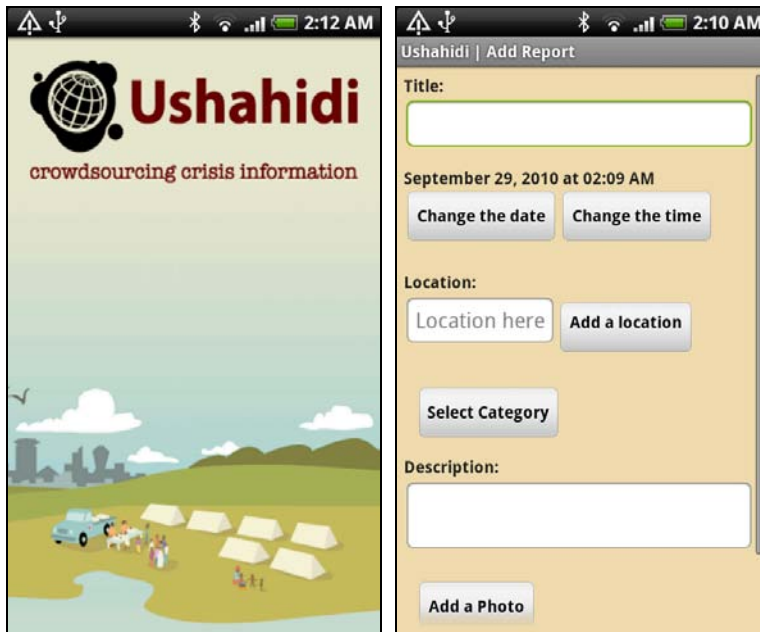 2:12 AM
Ushahidi
crowdsourcing crisis information
2:10 AM
Ushahidi | Add Report
Title:
September 29, 2010 at 02:09 AM
Change the date Change the time
Location:
Location here Add a location
Select Category
Description:
Add a Photo